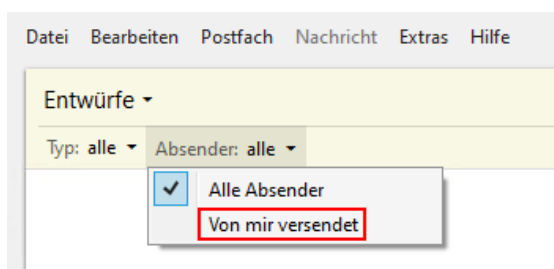 Datei Bearbeiten Postfach Nachricht Extras Hilfe
Entwürfe
Typ: alle Absender: alle
Alle Absender
Von mir versendet